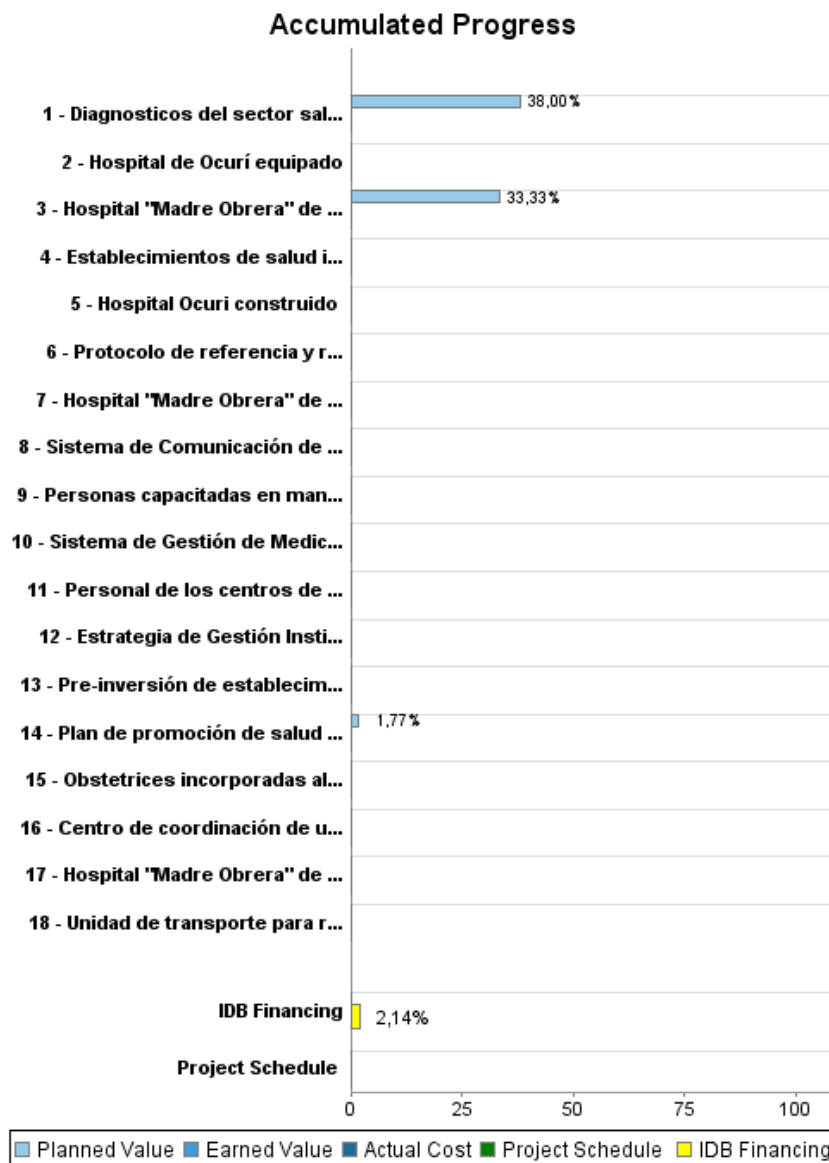 Accumulated Progress
1 - Diagnosticos del sector sal... 38,00%
2 - Hospital de Ocurí equipado
3 - Hospital "Madre Obrera" de ... 33,33%
4 - Establecimientos de salud i...
5 - Hospital Ocuri construido
6 - Protocolo de referencia y r...
7 - Hospital "Madre Obrera" de ...
8 - Sistema de Comunicación de ...
9 - Personas capacitadas en man...
10 - Sistema de Gestión de Medic...
11 - Personal de los centros de ...
12 - Estrategia de Gestión Insti...
13 - Pre-inversión de establecim...
14 - Plan de promoción de salud ... 1,77%
15 - Obstetrices incorporadas al...
16 - Centro de coordinación de u...
17 - Hospital "Madre Obrera" de ...
18 - Unidad de transporte para r...
IDB Financing 2,14%
Project Schedule
0 25 50 75 100
Planned Value Earned Value Actual Cost Project Schedule IDB Financing